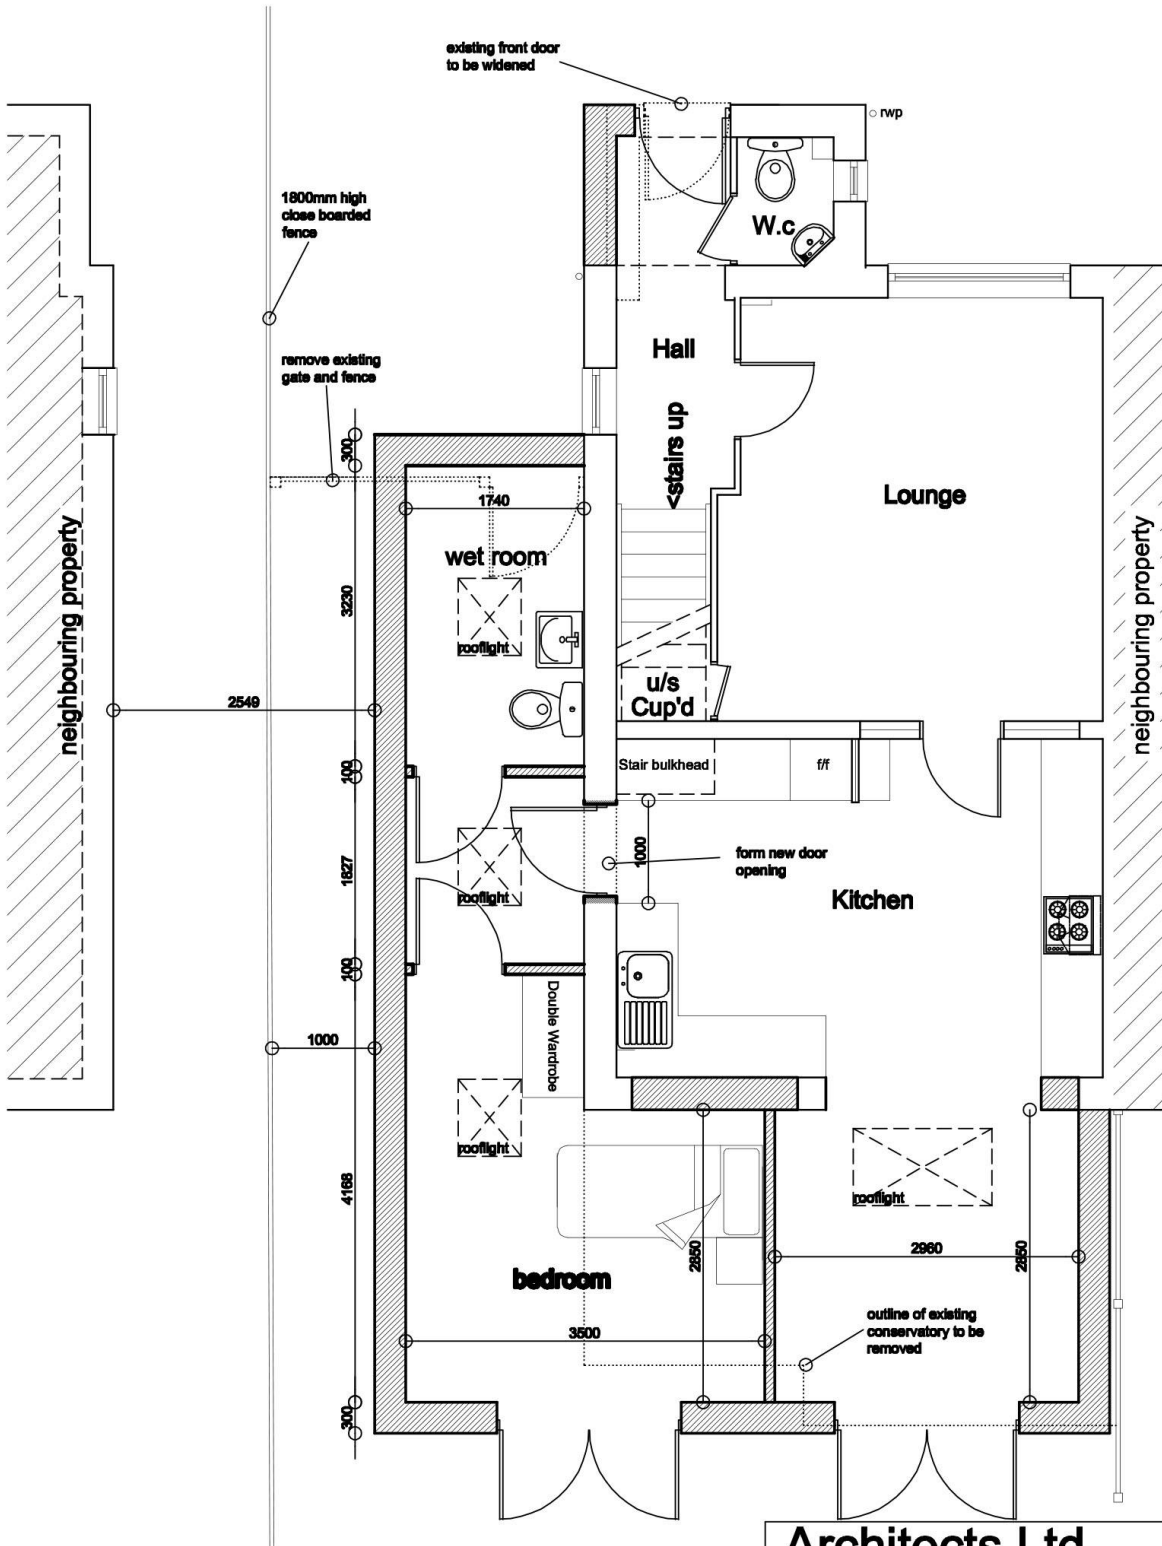 existing front door
to be widened
rwp
1800mm high
close boarded
fence
W.c
remove existing
gate and fence
Hall
<stairs up
Lounge
300
1740
wet room
3230
rooflight
neighbouring property
neighbouring property
u/s
Cup'd
2549
Stair bulkhead
f/f
100
1827
1000
form new door
opening
rooflight
Kitchen
100
Double Wardrobe
1000
rooflight
4168
rooflight
2850
2960
2850
bedroom
outline of existing
conservatory to be
removed
3500
300
Architects Ltd